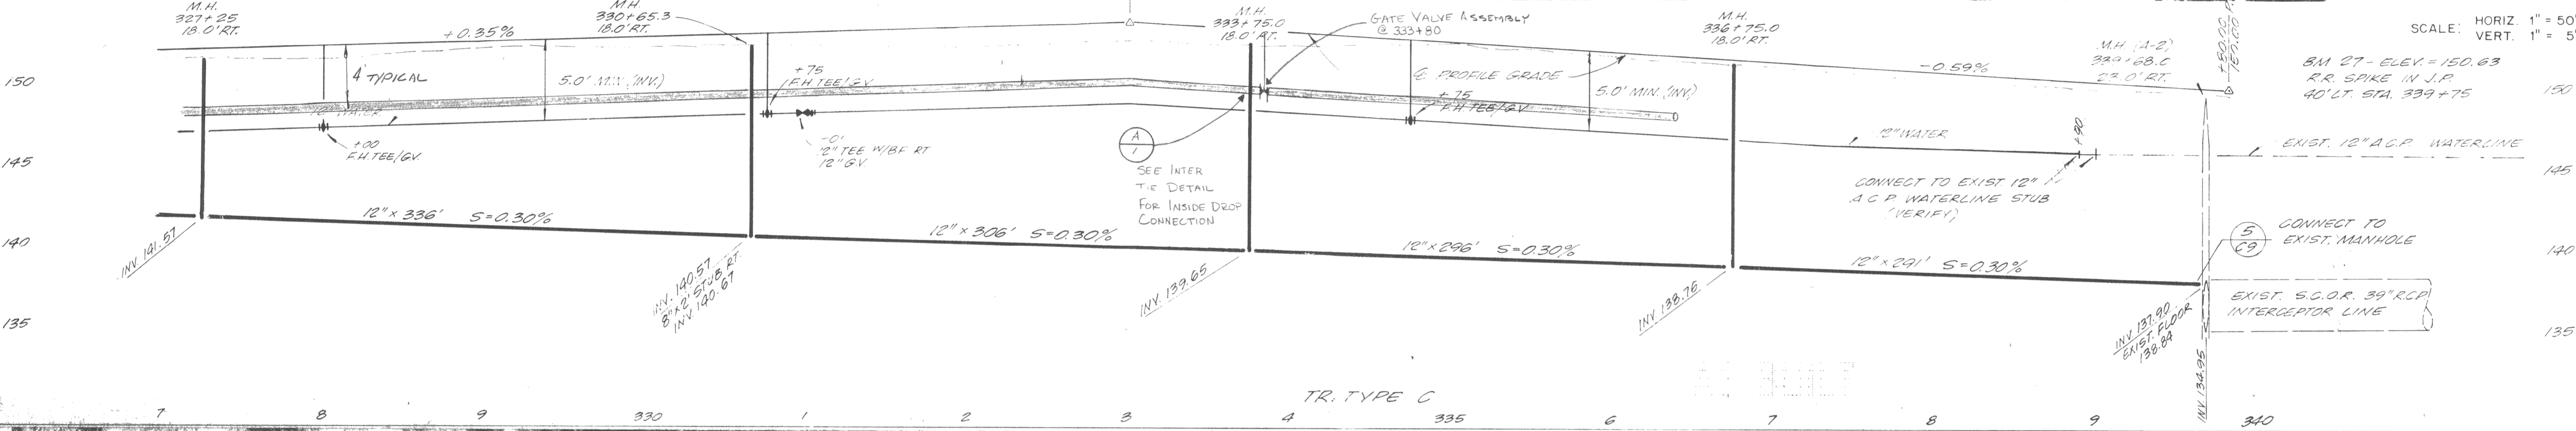 M.H.
327+25
18.0' RT.
+0.35%
M.H.
330+65.3
18.0' RT.
M.H.
333+75.0
18.0' RT.
GATE VALVE ASSEMBLY
@ 333+80
M.H.
336+75.0
18.0' RT.
M.H. (A-2)
339+68.0
23.0' RT.
SCALE: HORIZ. 1" = 50'
VERT. 1" = 5'
BM 27 - ELEV. = 150.63
R.R. SPIKE IN J.P.
40' LT. STA. 339+75
150
4' TYPICAL
5.0' MIN. (INV.)
+75
F.H. TEE/G.V.
℄ PROFILE GRADE
-0.59%
5.0' MIN. (INV.)
+75
F.H. TEE/G.V.
150
WATER
+00
F.H. TEE/G.V.
12" TEE W/BF RT
12" G.V.
A
1
SEE INTER
TIE DETAIL
FOR INSIDE DROP
CONNECTION
12" WATER
+90
EXIST. 12" A.C.P. WATERLINE
145
145
CONNECT TO EXIST 12"
A.C.P. WATERLINE STUB
(VERIFY)
12" x 336' S=0.30%
12" x 306' S=0.30%
12" x 296' S=0.30%
12" x 291' S=0.30%
5
C9
CONNECT TO
EXIST. MANHOLE
140
140
INV. 141.57
INV. 140.57
8" x 2' STUB RT.
INV. 140.67
INV. 139.65
INV. 138.76
INV. 137.90
EXIST. FLOOR
138.84
INV. 134.95
EXIST. S.C.O.R. 39" R.C.P.
INTERCEPTOR LINE
135
135
TR. TYPE C
7 8 9 330 1 2 3 4 335 6 7 8 9 340